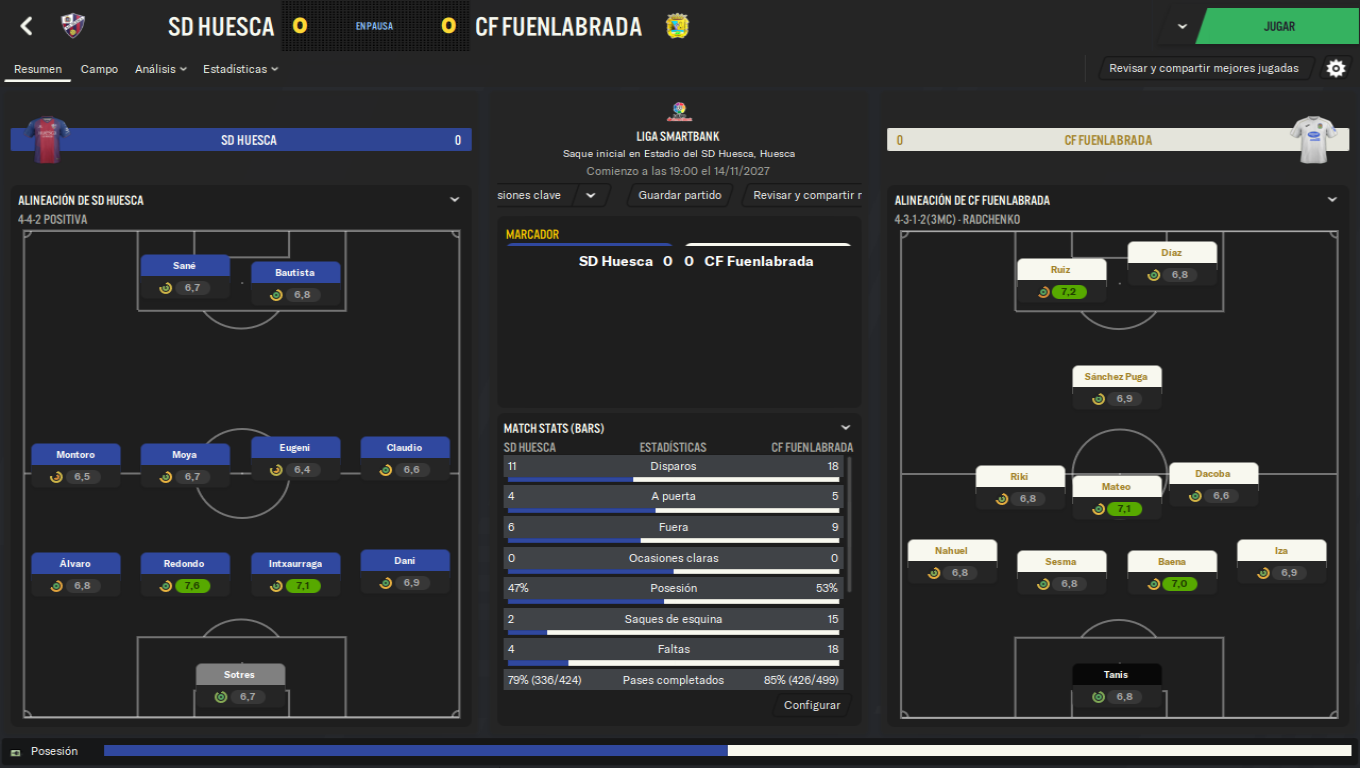 SD HUESCA 0 EN PAUSA 0 CF FUENLABRADA
JUGAR
Resumen Campo Análisis Estadísticas
Revisar y compartir mejores jugadas
SD HUESCA 0
LIGA SMARTBANK
Saque inicial en Estadio del SD Huesca, Huesca
Comienzo a las 19:00 el 14/11/2027
siones clave Guardar partido Revisar y compartir r
0 CF FUENLABRADA
ALINEACIÓN DE SD HUESCA
4-4-2 POSITIVA
Sané
6,7
Bautista
6,8
Montoro
6,5
Moya
6,7
Eugeni
6,4
Claudio
6,6
Álvaro
6,8
Redondo
7,6
Intxaurraga
7,1
Dani
6,9
Sotres
6,7
MARCADOR
SD Huesca 0 0 CF Fuenlabrada
MATCH STATS (BARS)
SD HUESCA ESTADÍSTICAS CF FUENLABRADA
11 Disparos 18
4 A puerta 5
6 Fuera 9
0 Ocasiones claras 0
47% Posesión 53%
2 Saques de esquina 15
4 Faltas 18
79% (336/424) Pases completados 85% (426/499)
Configurar
ALINEACIÓN DE CF FUENLABRADA
4-3-1-2 (3MC) - RADCHENKO
Ruiz
7,2
Díaz
6,8
Sánchez Puga
6,9
Riki
6,8
Mateo
7,1
Dacoba
6,6
Nahuel
6,8
Sesma
6,8
Baena
7,0
Iza
6,9
Tanis
6,8
Posesión